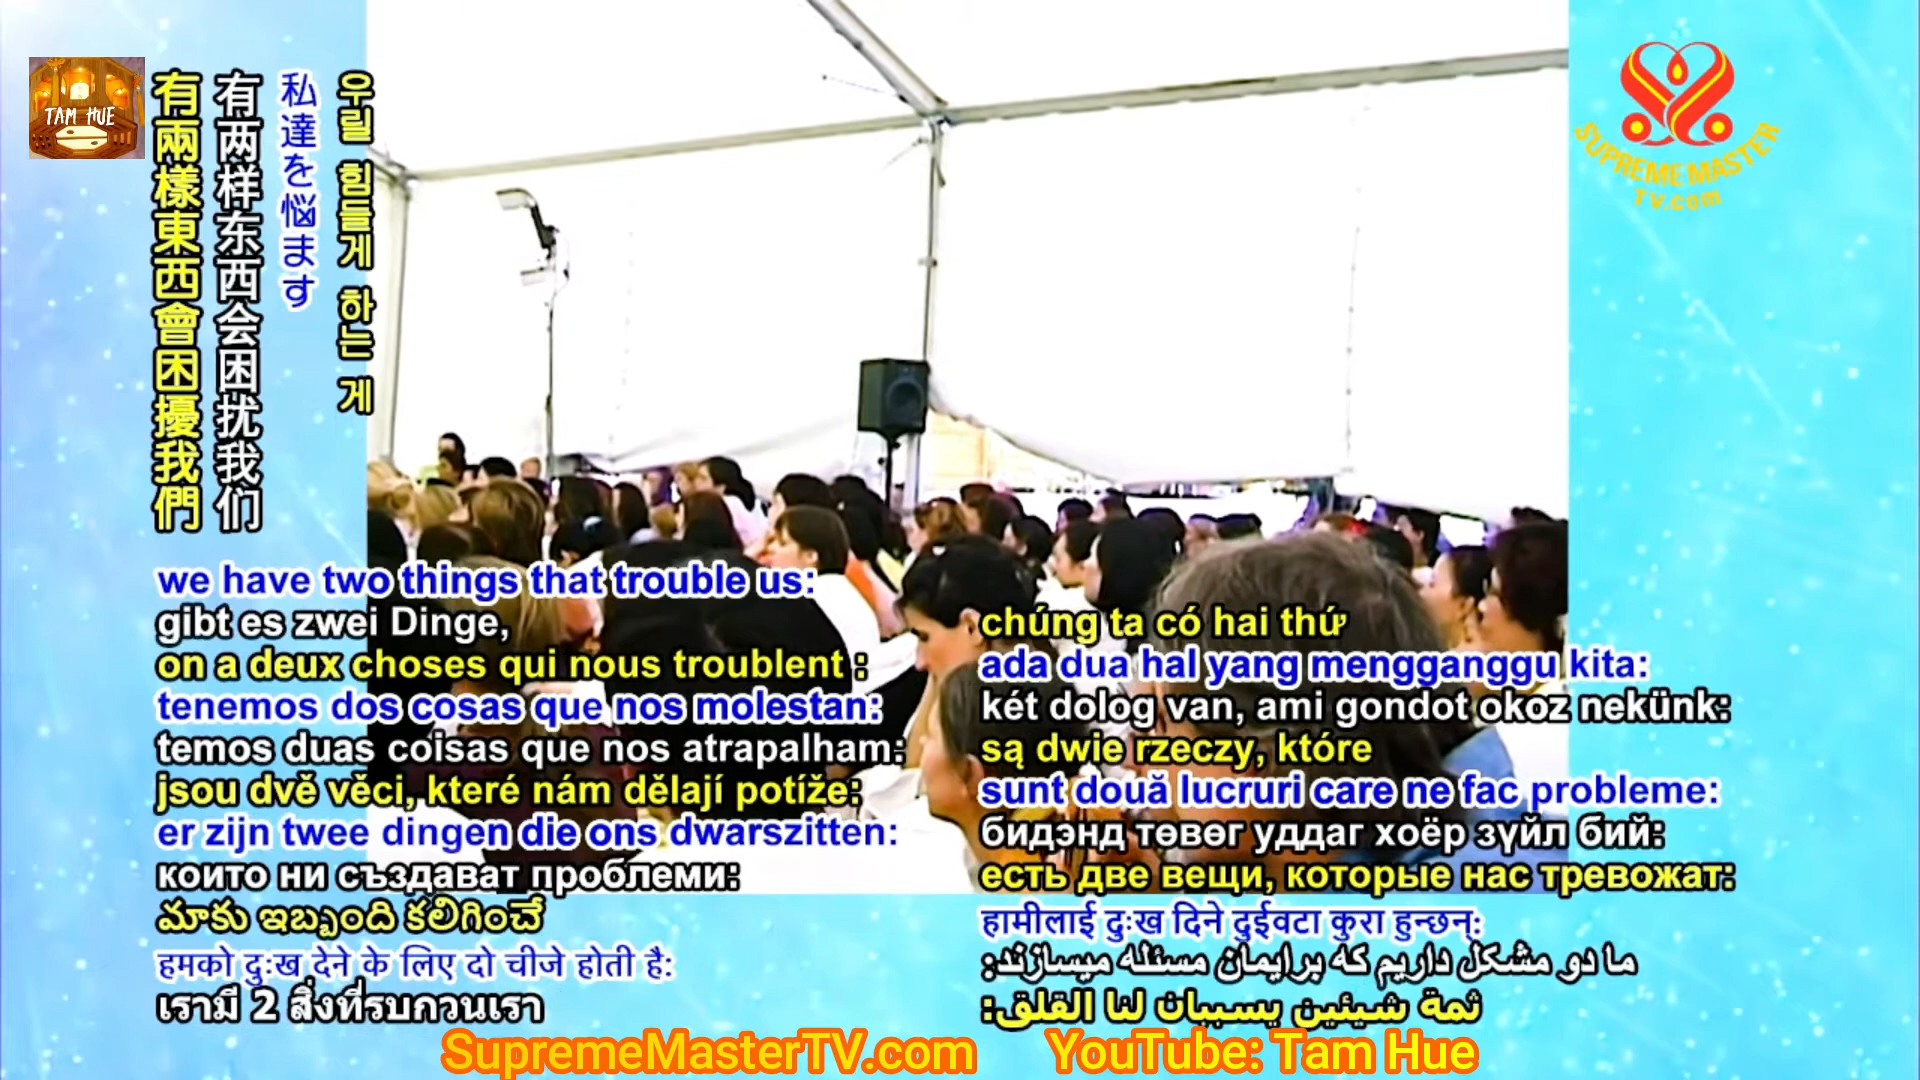 TAM HUE
有兩樣東西會困擾我們
有两样东西会困扰我们
私達を悩ます
우릴 힘들게 하는 게
SUPREME MASTER
TV.com
we have two things that trouble us:
gibt es zwei Dinge,
on a deux choses qui nous troublent :
tenemos dos cosas que nos molestan:
temos duas coisas que nos atrapalham:
jsou dvě věci, které nám dělají potíže:
er zijn twee dingen die ons dwarszitten:
които ни създават проблеми:
మాకు ఇబ్బంది కలిగించే
हमको दुःख देने के लिए दो चीजे होती है:
เรามี 2 สิ่งที่รบกวนเรา
chúng ta có hai thứ
ada dua hal yang mengganggu kita:
két dolog van, ami gondot okoz nekünk:
są dwie rzeczy, które
sunt două lucruri care ne fac probleme:
бидэнд төвөг уддаг хоёр зүйл бий:
есть две вещи, которые нас тревожат:
हामीलाई दुःख दिने दुईवटा कुरा हुन्छन्:
ما دو مشکل داریم که برایمان مسئله میسازند:
ثمة شيئين يسببان لنا القلق:
SupremeMasterTV.com
YouTube: Tam Hue